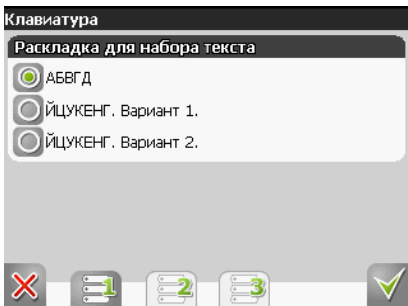 Клавиатура
Раскладка для набора текста
АБВГД
ЙЦУКЕНГ. Вариант 1.
ЙЦУКЕНГ. Вариант 2.
1 2 3